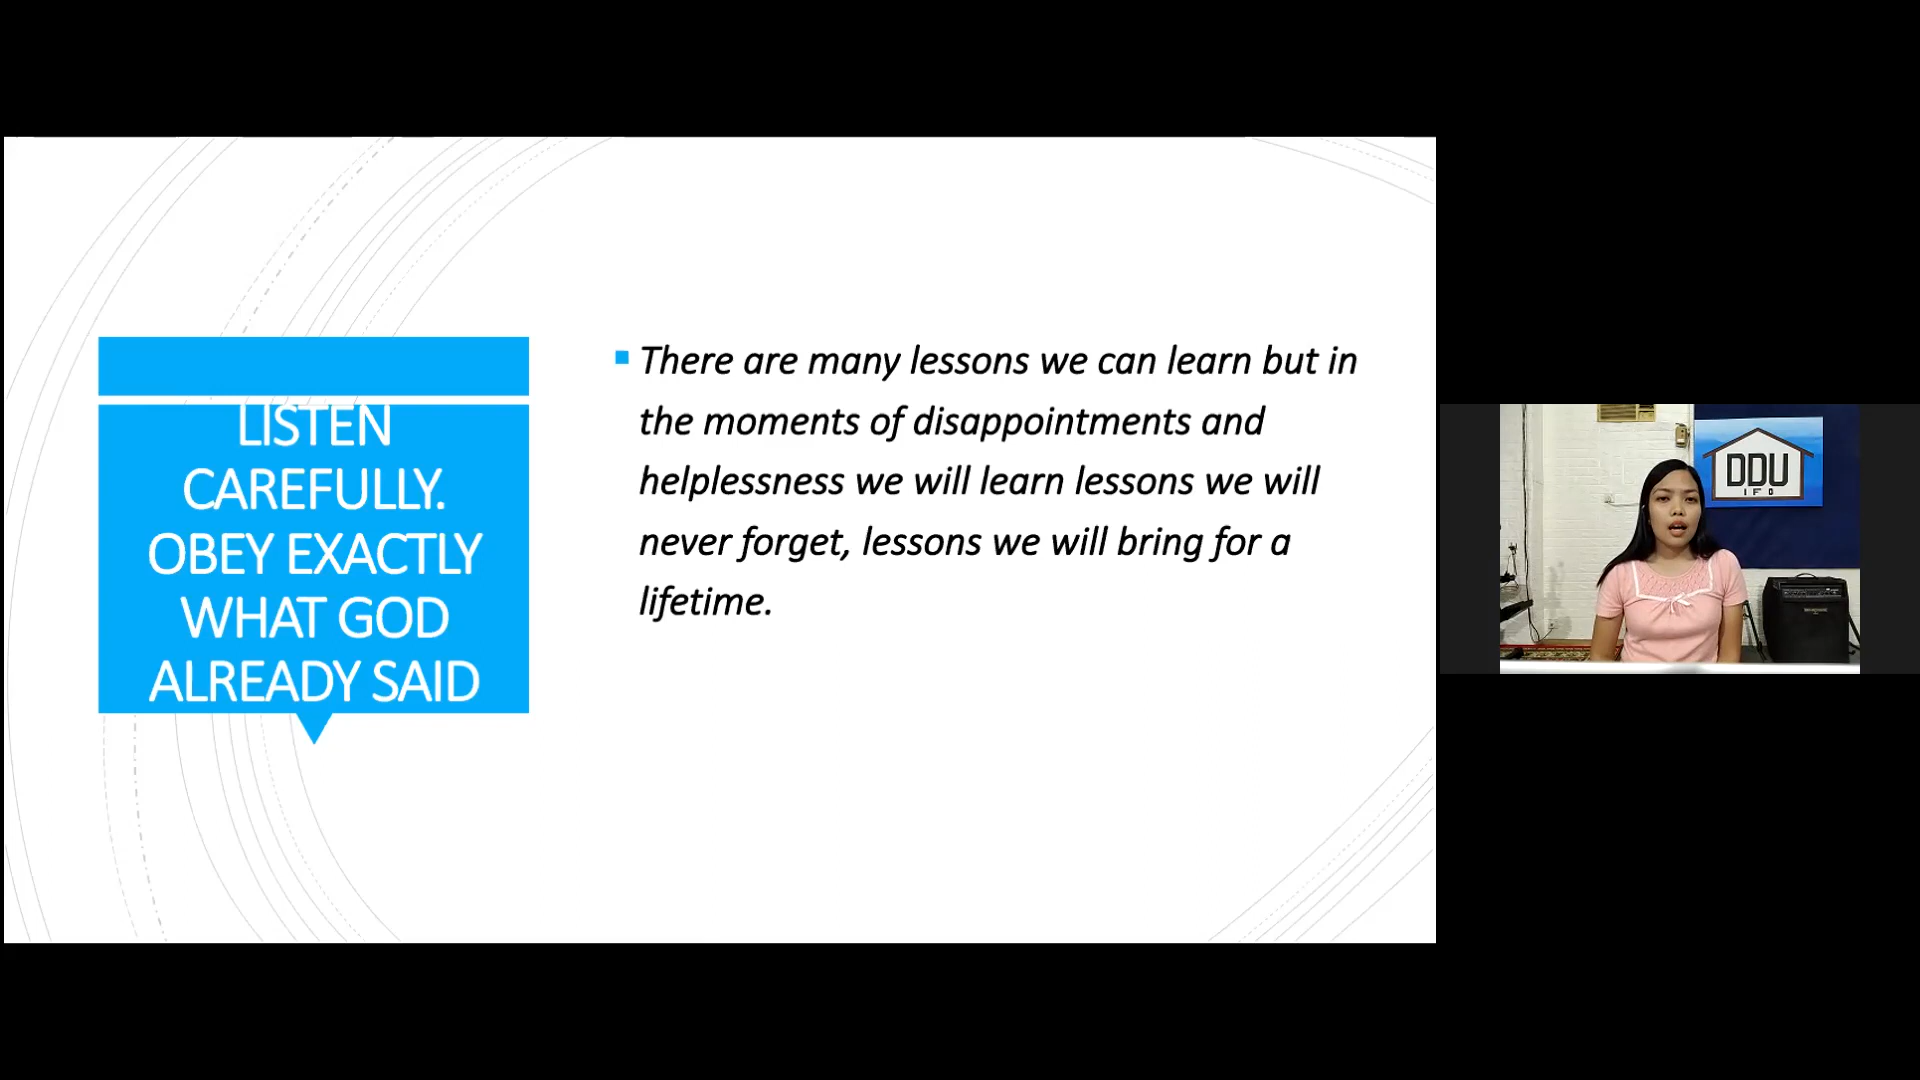 LISTEN
CAREFULLY.
OBEY EXACTLY
WHAT GOD
ALREADY SAID
There are many lessons we can learn but in
the moments of disappointments and
helplessness we will learn lessons we will
never forget, lessons we will bring for a
lifetime.
DDU
IFO